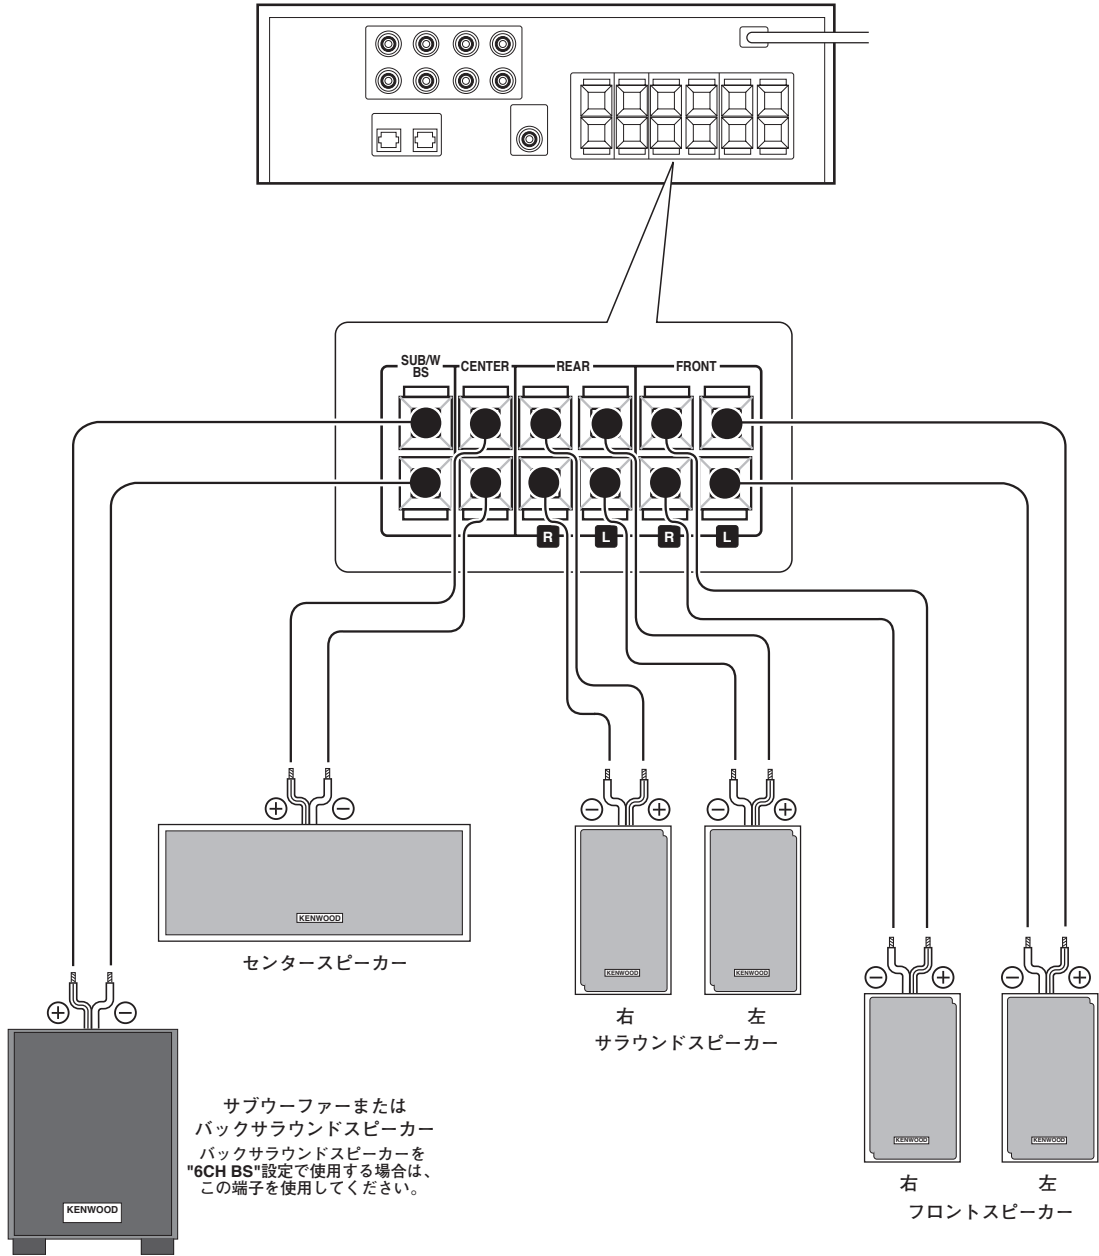 SUB/W
BS
CENTER
REAR
FRONT
R
L
R
L
+
−
KENWOOD
センタースピーカー
−
+
−
+
KENWOOD
KENWOOD
右
左
サラウンドスピーカー
−
+
−
+
KENWOOD
KENWOOD
右
左
フロントスピーカー
+
−
KENWOOD
サブウーファーまたは
バックサラウンドスピーカー
バックサラウンドスピーカーを
"6CH BS"設定で使用する場合は、
この端子を使用してください。